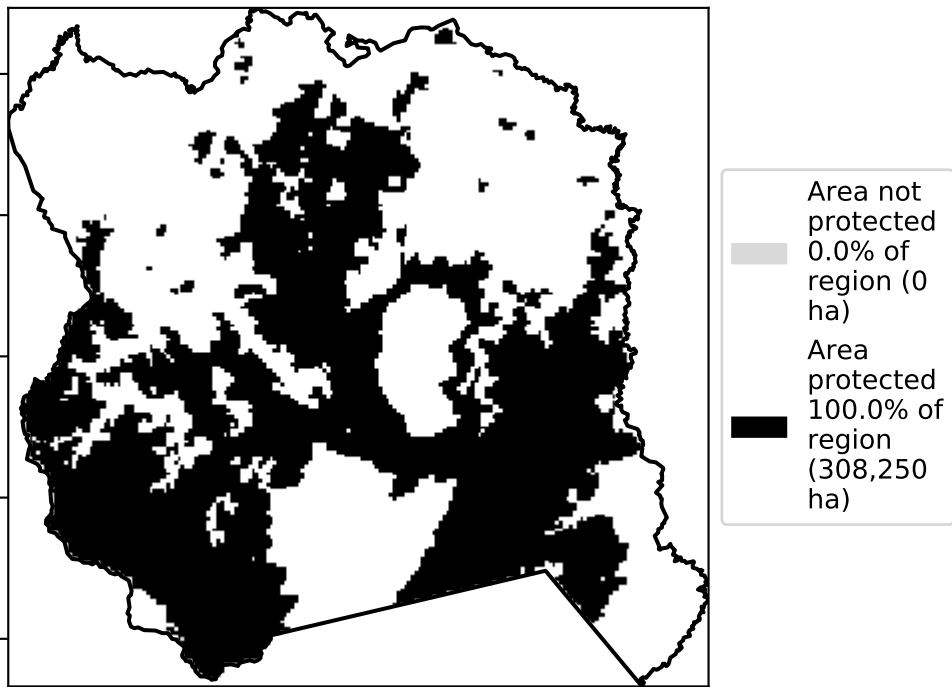 Area not
protected
0.0% of
region (0
ha)
Area
protected
100.0% of
region
(308,250
ha)